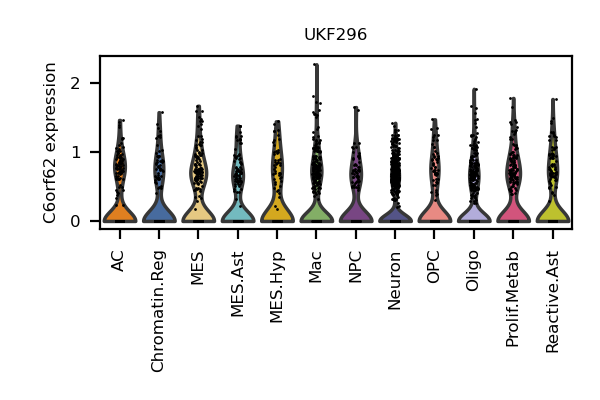 UKF296
C6orf62 expression
2
1
0
AC
Chromatin.Reg
MES
MES.Ast
MES.Hyp
Mac
NPC
Neuron
OPC
Oligo
Prolif.Metab
Reactive.Ast